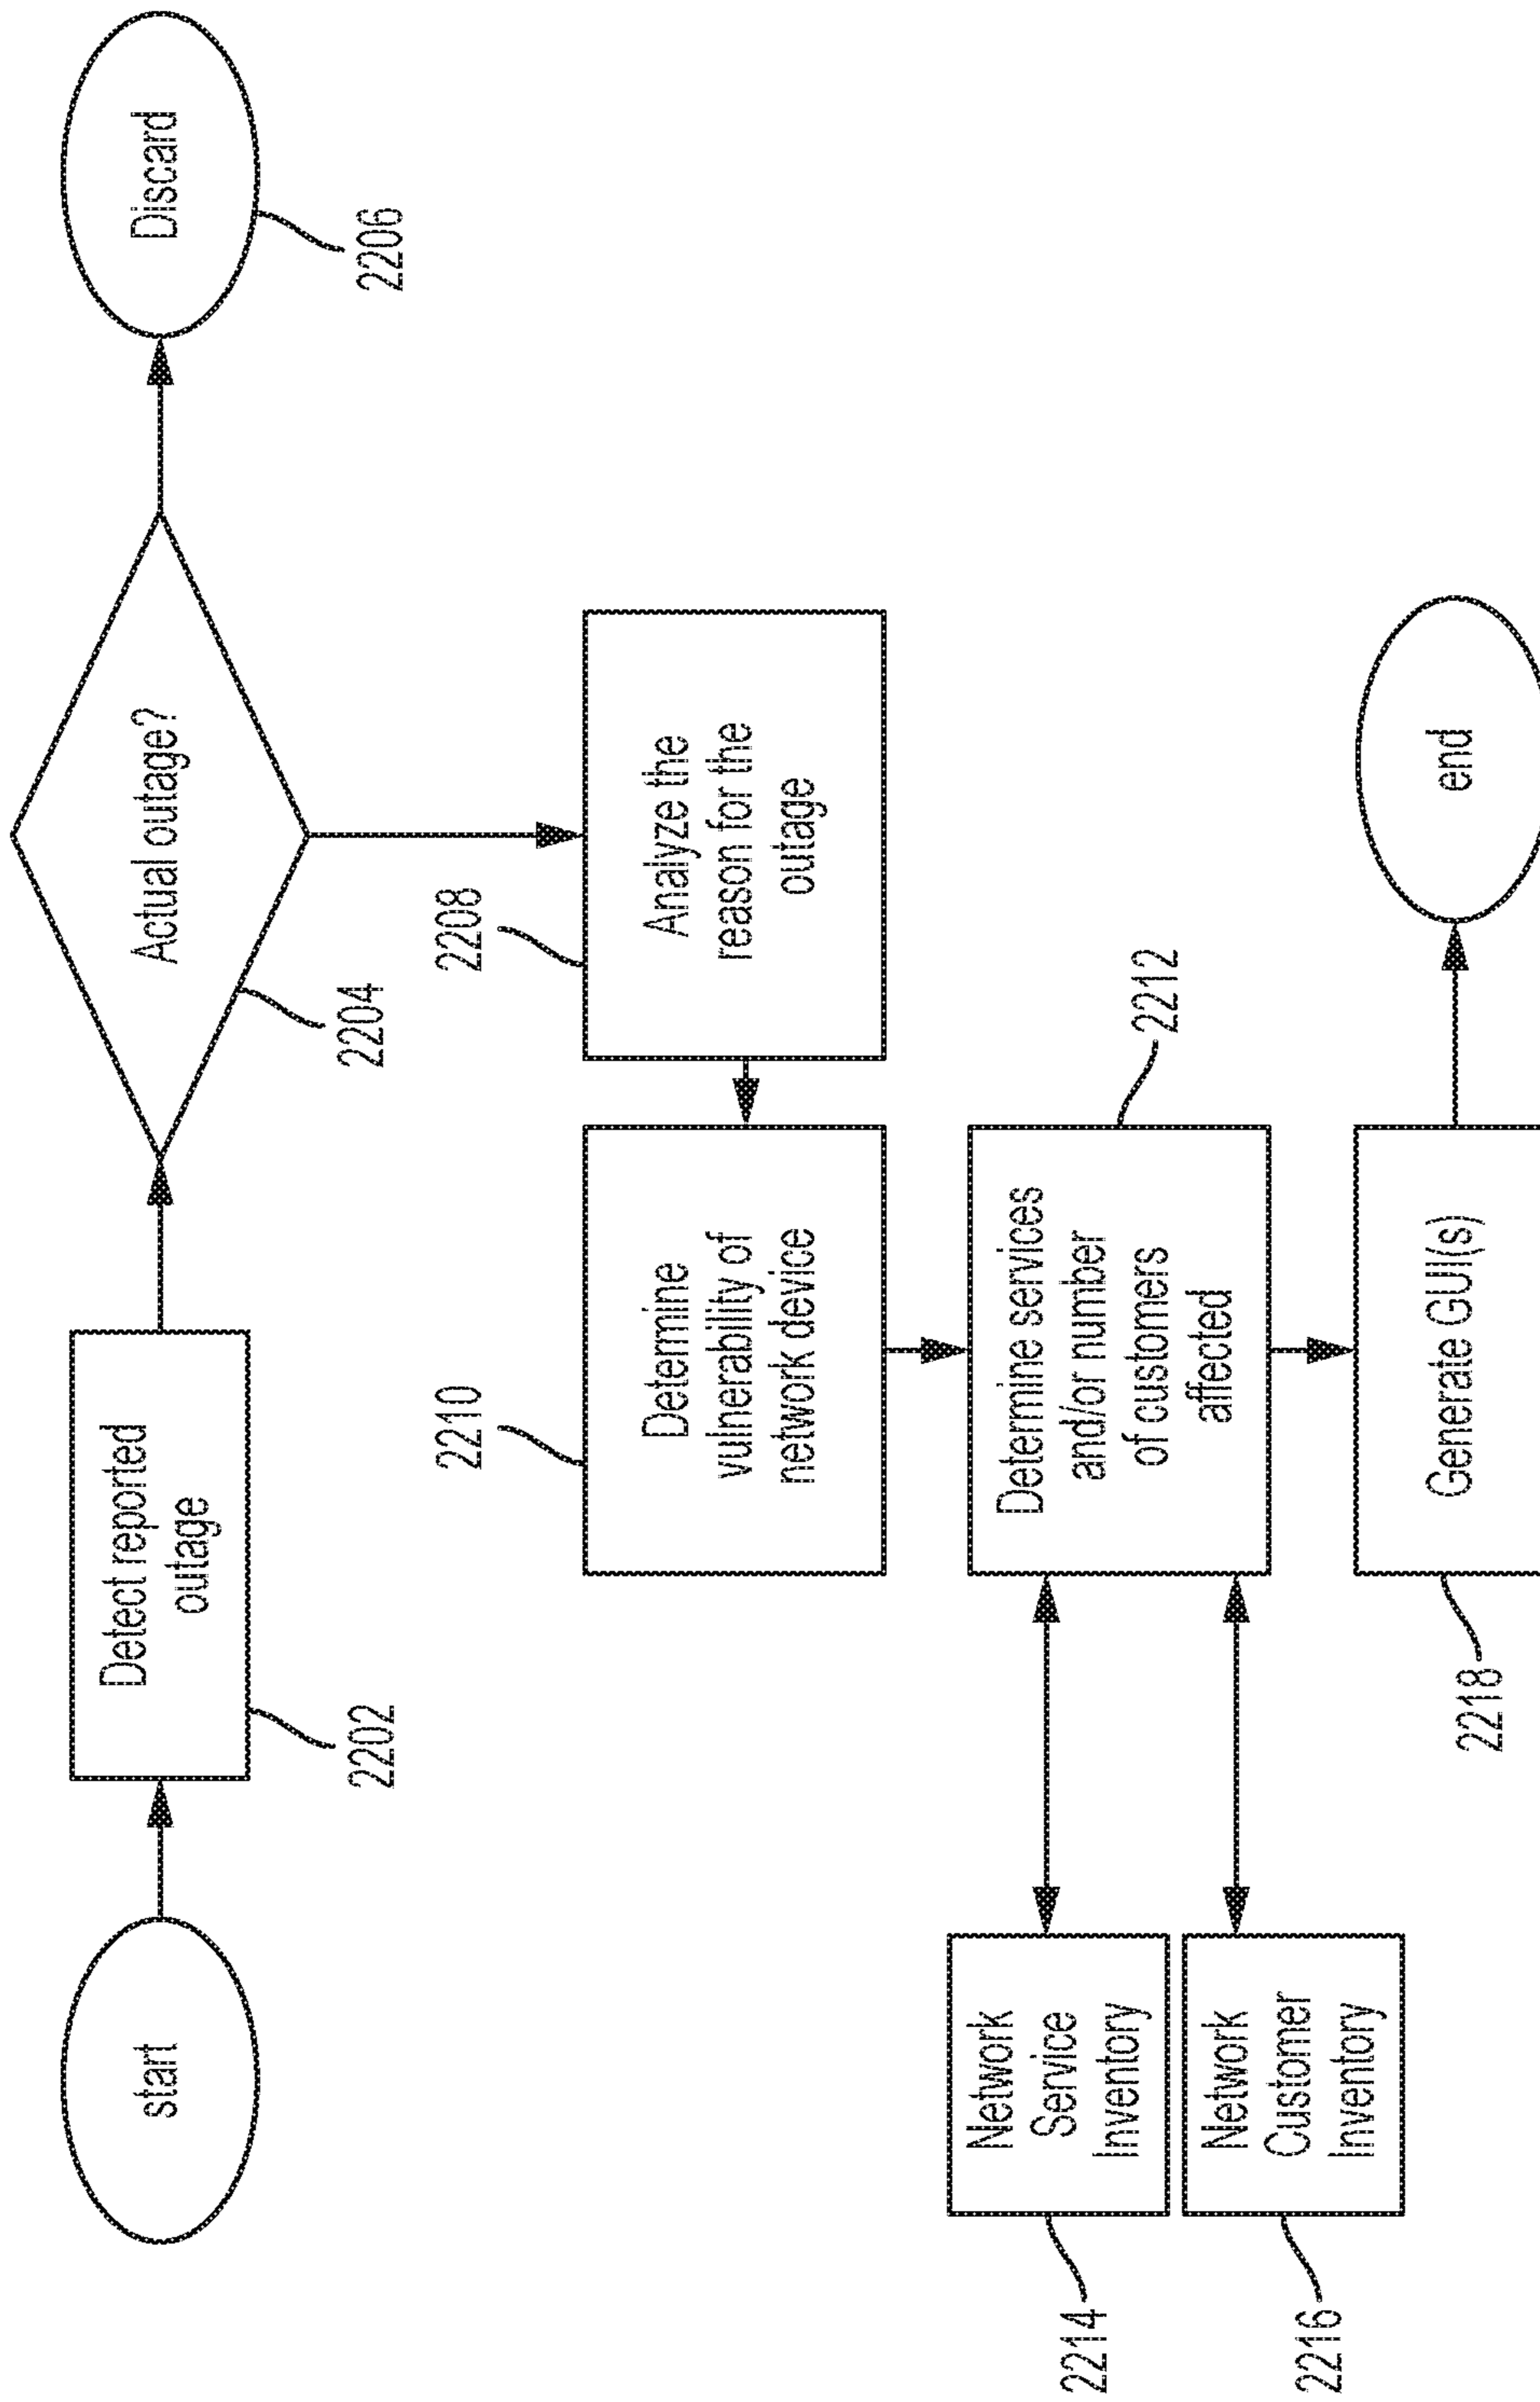 start
Detect reported
outage
2202
Actual outage?
2204
Discard
2206
Analyze the
reason for the
outage
2208
Determine
vulnerability of
network device
2210
Determine services
and/or number
of customers
affected
2212
Network
Service
Inventory
2214
Network
Customer
Inventory
2216
Generate GUI(s)
2218
end